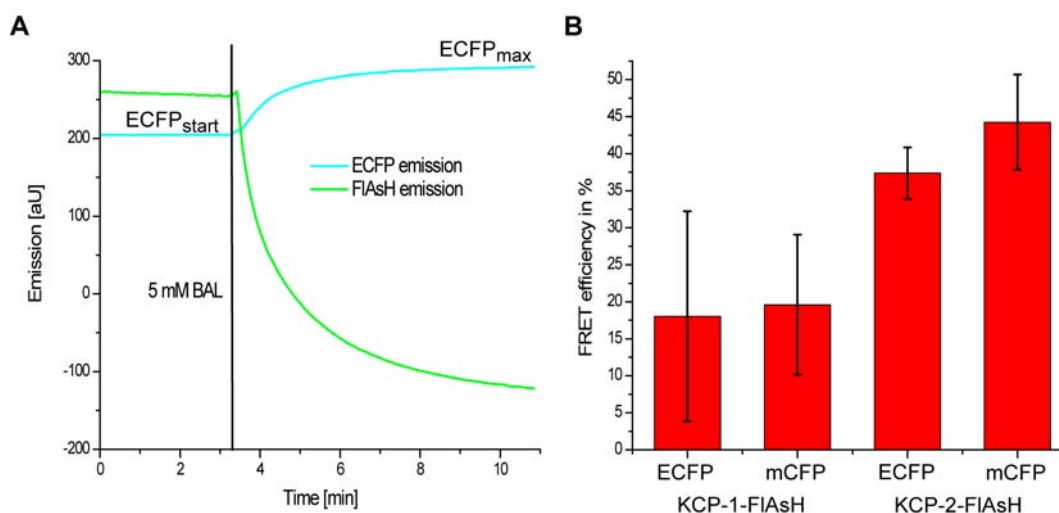 A
300
200
100
0
-100
-200
Emission [aU]
ECFPstart
ECFPmax
ECFP emission
FlAsH emission
5 mM BAL
0 2 4 6 8 10
Time [min]
B
50
45
40
35
30
25
20
15
10
5
0
FRET efficiency in %
ECFP mCFP ECFP mCFP
KCP-1-FlAsH KCP-2-FlAsH